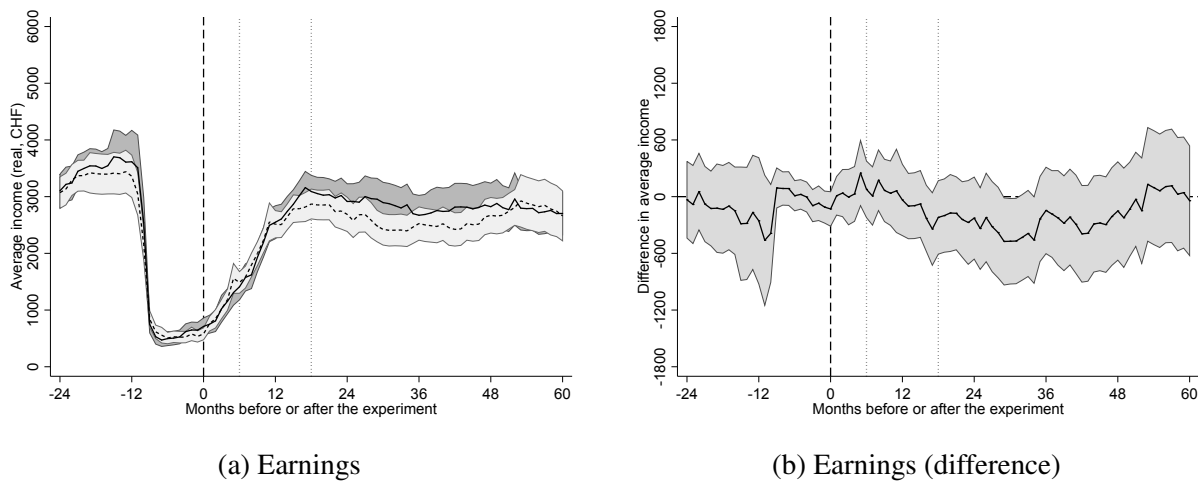 6000
5000
4000
3000
2000
1000
0
Average income (real, CHF)
-24 -12 0 12 24 36 48 60
Months before or after the experiment
(a) Earnings
1800
1200
600
0
-600
-1200
-1800
Difference in average income
-24 -12 0 12 24 36 48 60
Months before or after the experiment
(b) Earnings (difference)